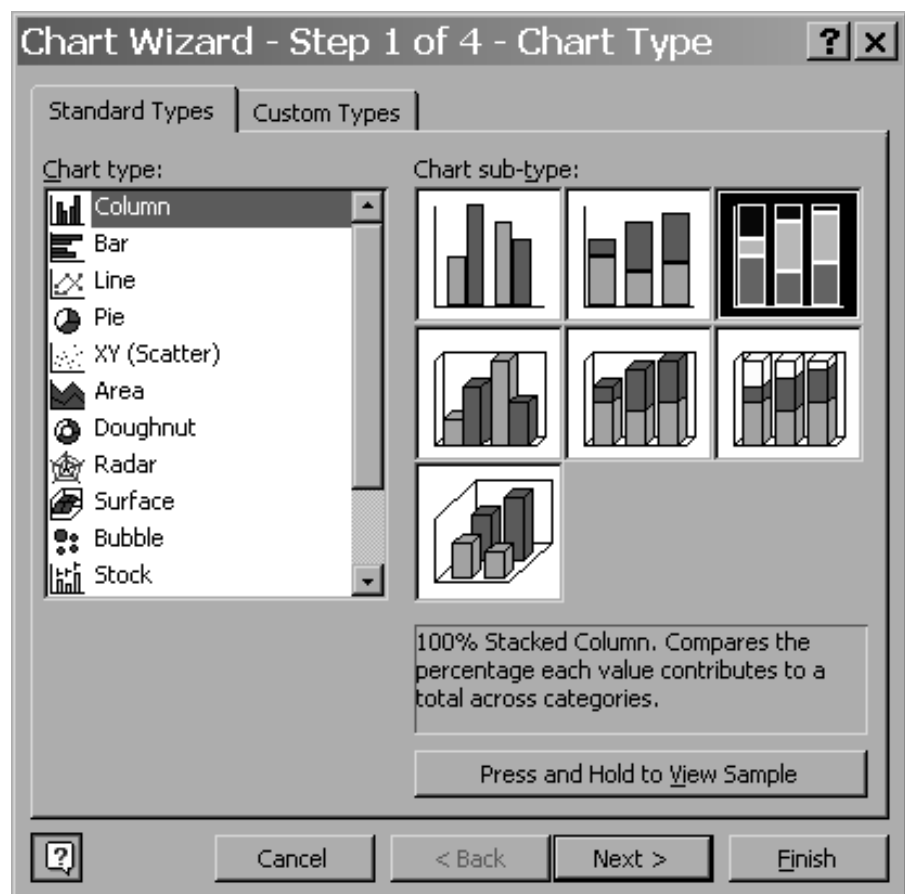 Chart Wizard - Step 1 of 4 - Chart Type
Standard Types
Custom Types
Chart type:
Column
Bar
Line
Pie
XY (Scatter)
Area
Doughnut
Radar
Surface
Bubble
Stock
Chart sub-type:
100% Stacked Column. Compares the
percentage each value contributes to a
total across categories.
Press and Hold to View Sample
Cancel
< Back
Next >
Finish